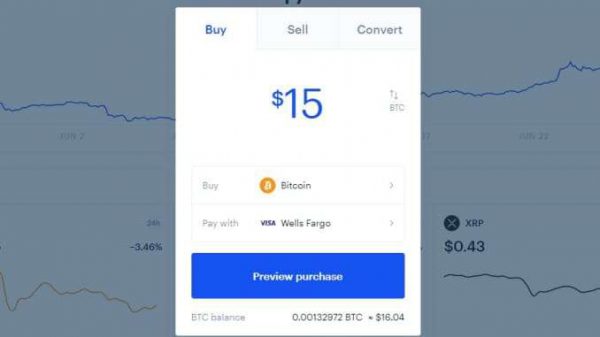 Buy Sell Convert
$15
BTC
JUN 2
JUN 22
Buy Bitcoin
Pay with VISA Wells Fargo
24h
-3.46%
XRP
$0.43
Preview purchase
BTC balance 0.00132972 BTC ≈ $16.04